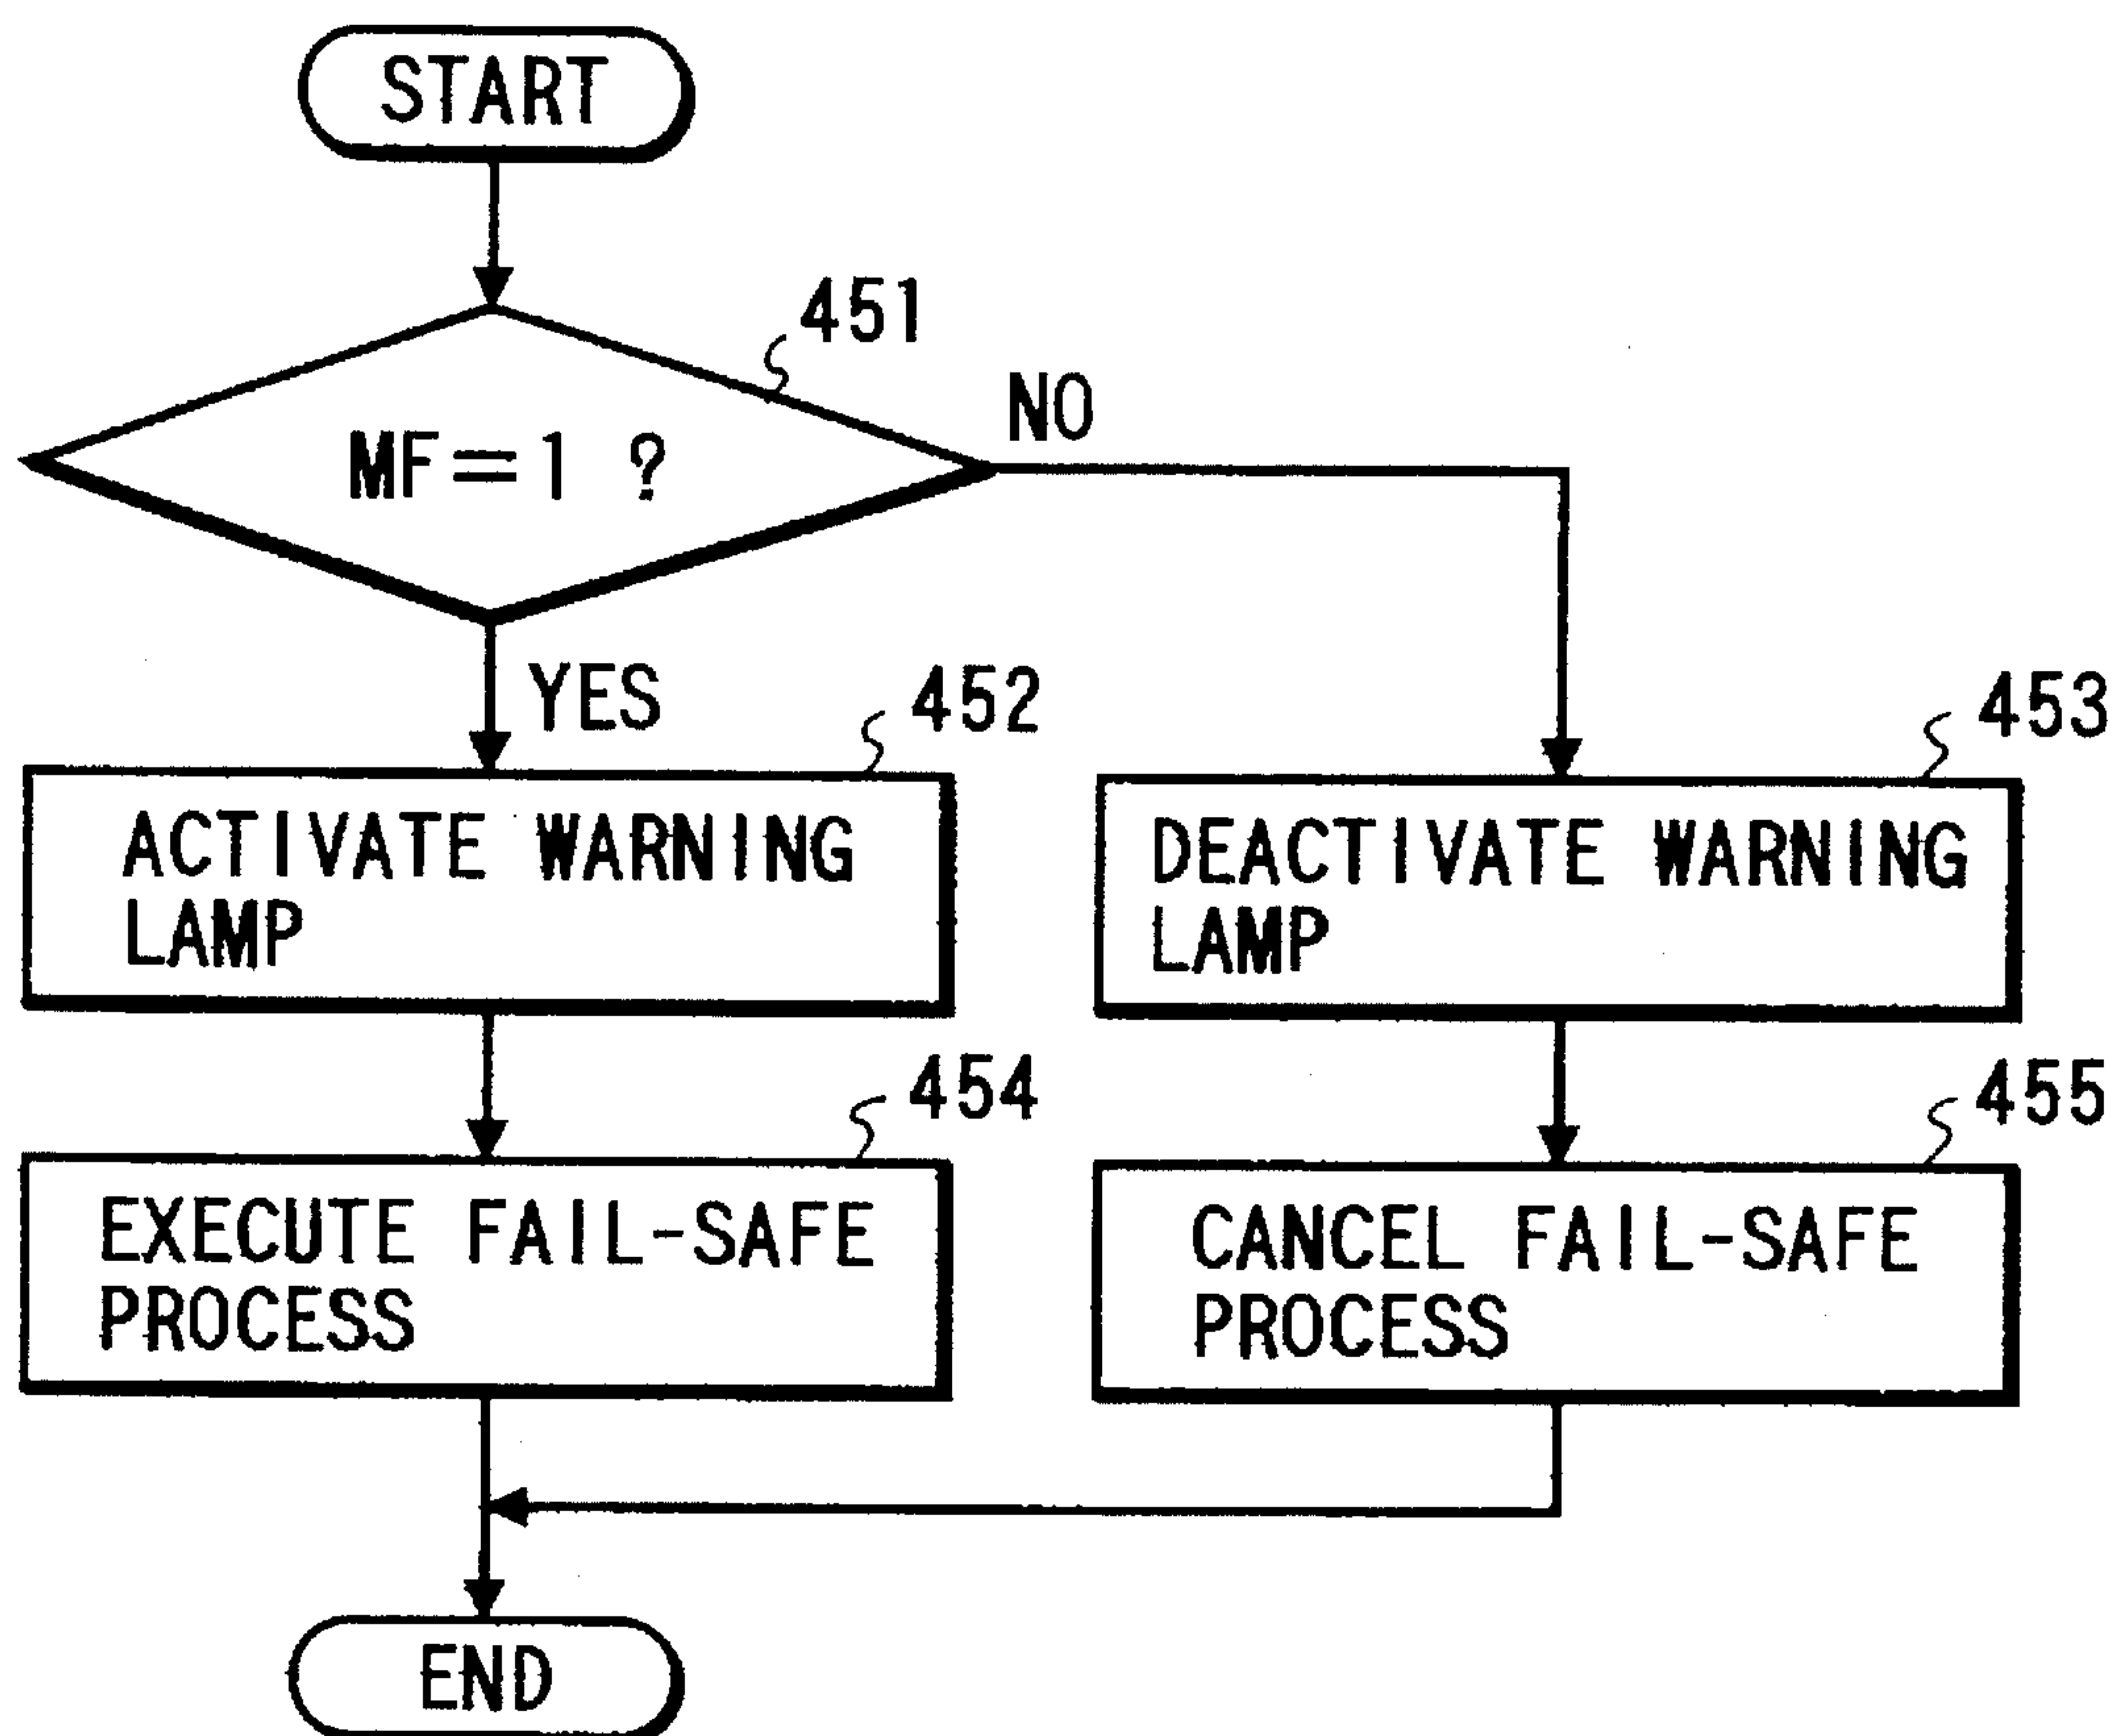 START
451
MF=1 ?
NO
YES
452
453
ACTIVATE WARNING
LAMP
DEACTIVATE WARNING
LAMP
454
455
EXECUTE FAIL-SAFE
PROCESS
CANCEL FAIL-SAFE
PROCESS
END